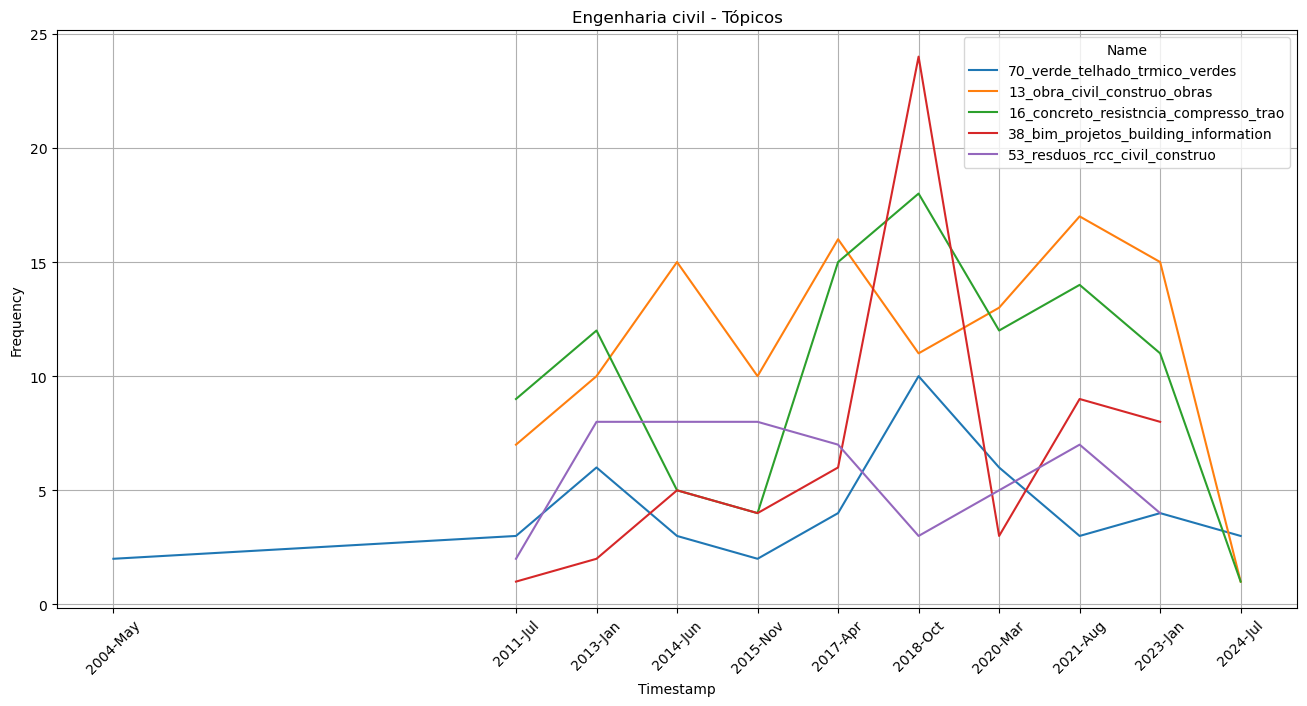 Engenharia civil - Tópicos
Frequency
25
20
15
10
5
0
Name
70_verde_telhado_trmico_verdes
13_obra_civil_construo_obras
16_concreto_resistncia_compresso_trao
38_bim_projetos_building_information
53_resduos_rcc_civil_construo
2004-May
2011-Jul
2013-Jan
2014-Jun
2015-Nov
2017-Apr
2018-Oct
2020-Mar
2021-Aug
2023-Jan
2024-Jul
Timestamp